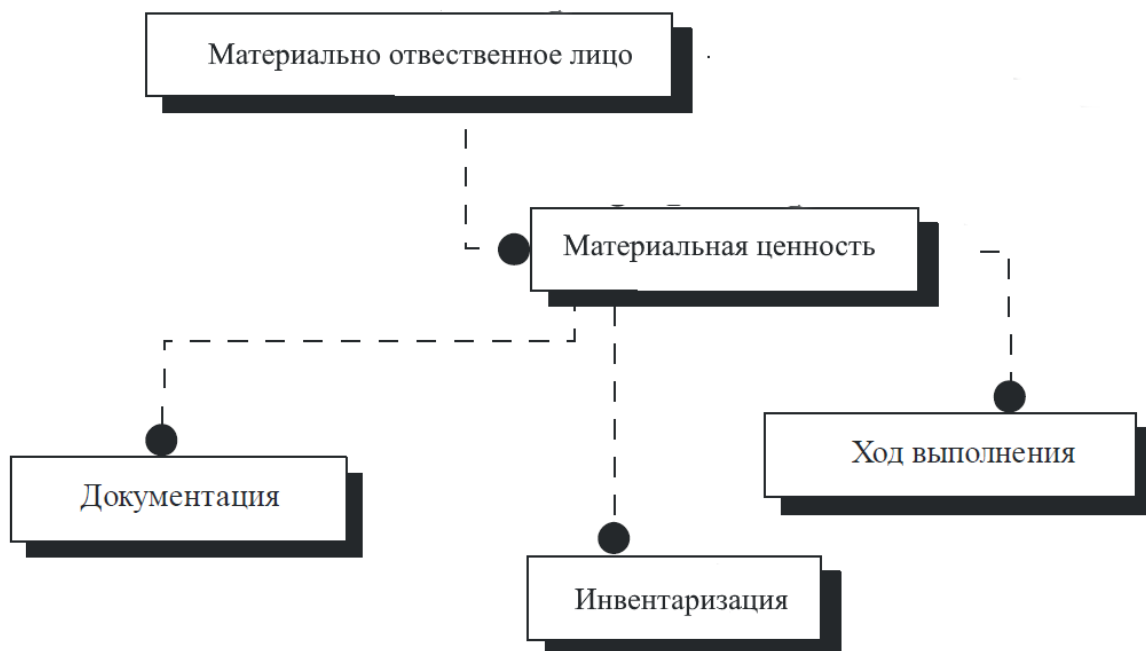 Материально отвественное лицо
Материальная ценность
Ход выполнения
Документация
Инвентаризация